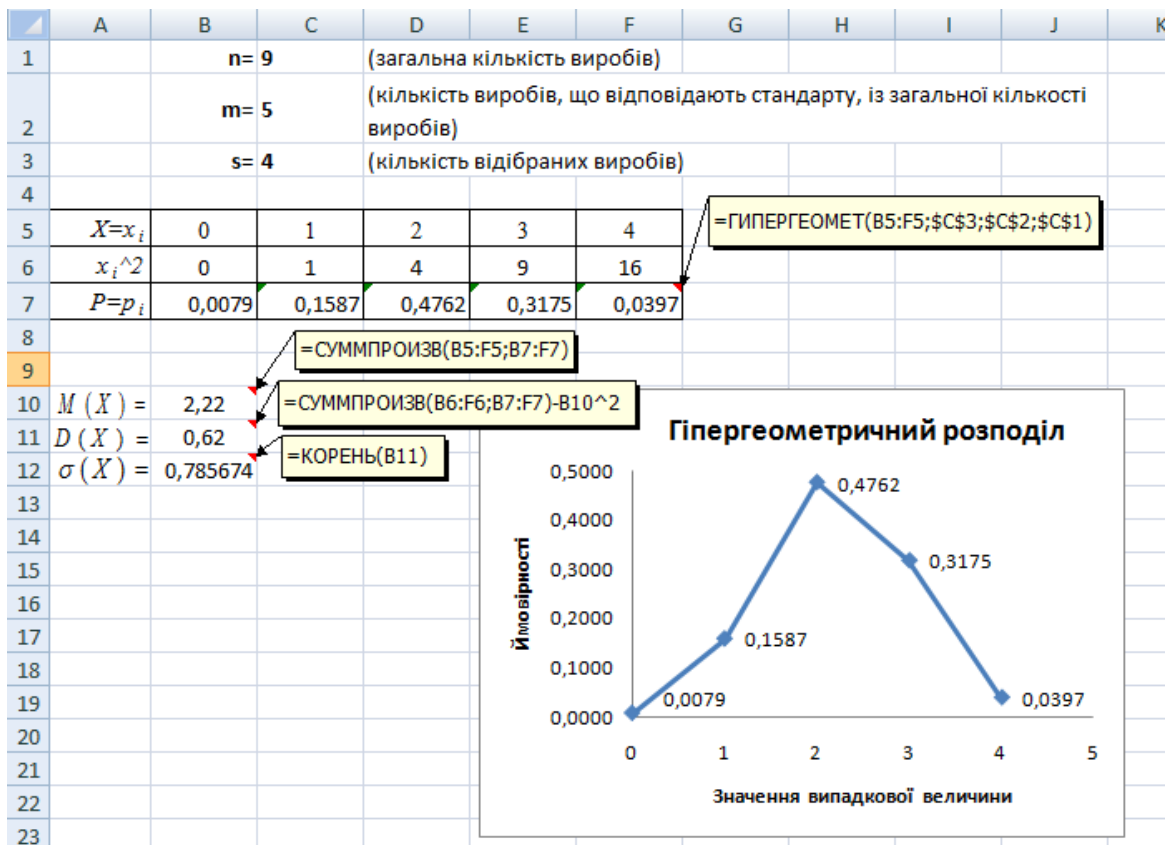 A B C D E F G H I J K
1 n= 9 (загальна кількість виробів)
2 m= 5 (кількість виробів, що відповідають стандарту, із загальної кількості
виробів)
3 s= 4 (кількість відібраних виробів)
4
=ГИПЕРГЕОМЕТ(B5:F5;$C$3;$C$2;$C$1)
5 X=xᵢ 0 1 2 3 4
6 xᵢ^2 0 1 4 9 16
7 P=pᵢ 0,0079 0,1587 0,4762 0,3175 0,0397
8
=СУММПРОИЗВ(B5:F5;B7:F7)
9
10 M (X) = 2,22
=СУММПРОИЗВ(B6:F6;B7:F7)-B10^2
11 D (X) = 0,62
=КОРЕНЬ(B11)
12 σ (X) = 0,785674
13
14
15
16
17
18
19
20
21
22
23
Гіпергеометричний розподіл
Ймовірності
0,5000
0,4000
0,3000
0,2000
0,1000
0,0000
0,0079
0,1587
0,4762
0,3175
0,0397
0 1 2 3 4 5
Значення випадкової величини